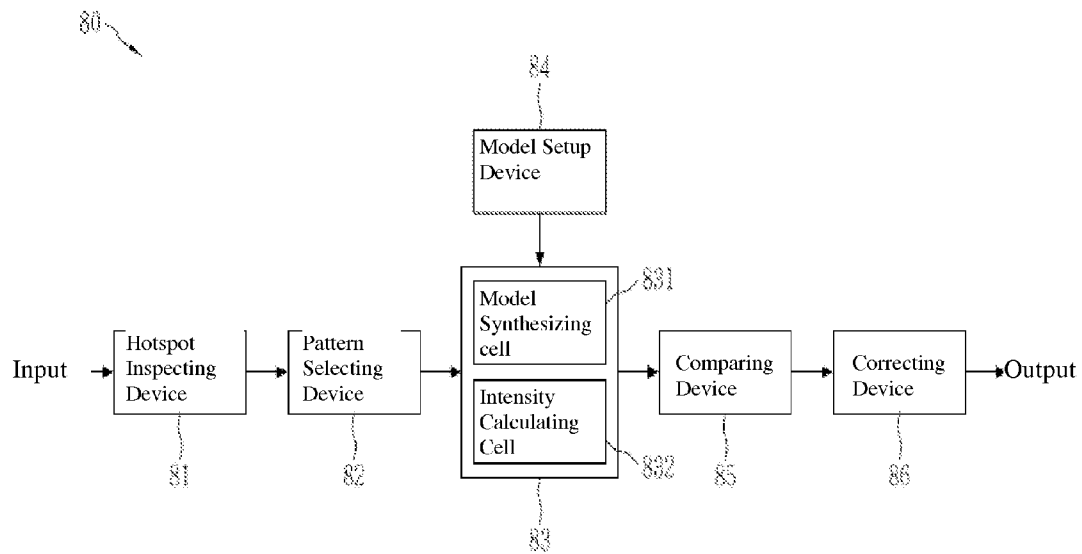 80
84
Model Setup
Device
831
Model
Synthesizing
cell
Input
Hotspot
Inspecting
Device
Pattern
Selecting
Device
Comparing
Device
Correcting
Device
Output
Intensity
Calculating
Cell
81
82
832
85
86
83